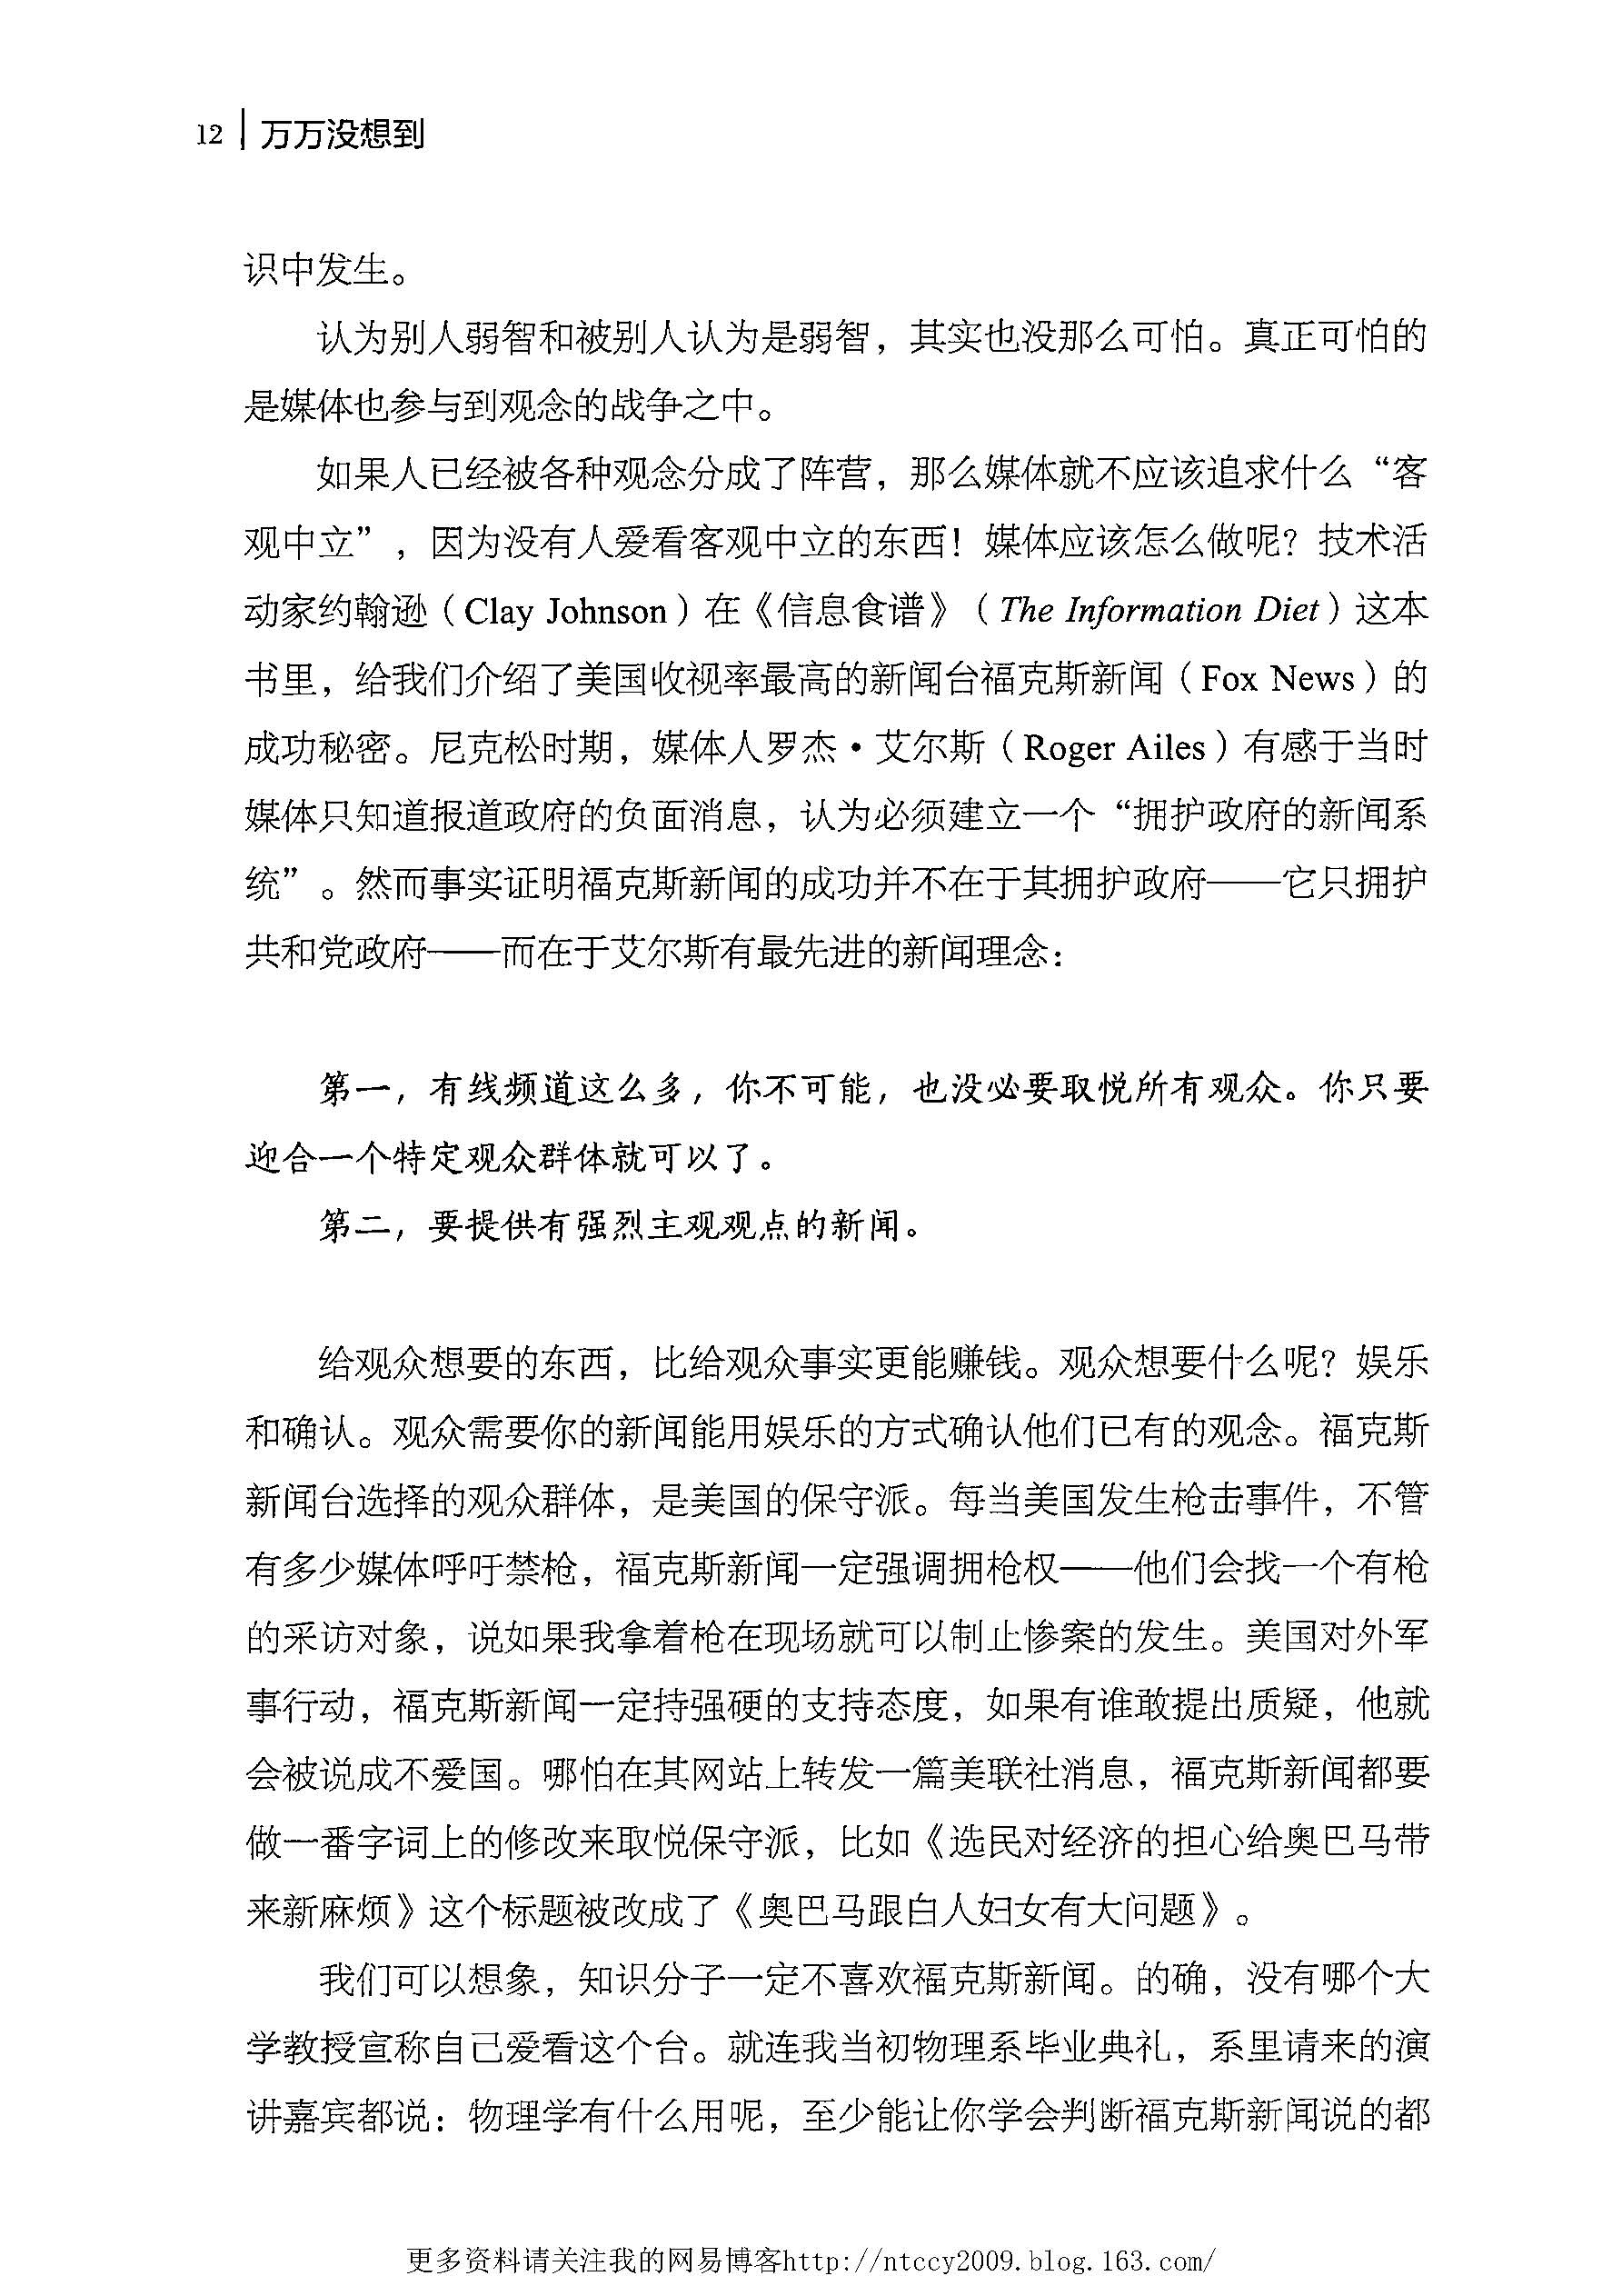 12 万万没想到
识中发生。
认为别人弱智和被别人认为是弱智，其实也没那么可怕。真正可怕的
是媒体也参与到观念的战争之中。
如果人已经被各种观念分成了阵营，那么媒体就不应该追求什么“客
观中立”，因为没有人爱看客观中立的东西！媒体应该怎么做呢？技术活
动家约翰逊（Clay Johnson）在《信息食谱》（The Information Diet）这本
书里，给我们介绍了美国收视率最高的新闻台福克斯新闻（Fox News）的
成功秘密。尼克松时期，媒体人罗杰·艾尔斯（Roger Ailes）有感于当时
媒体只知道报道政府的负面消息，认为必须建立一个“拥护政府的新闻系
统”。然而事实证明福克斯新闻的成功并不在于其拥护政府——它只拥护
共和党政府——而在于艾尔斯有最先进的新闻理念：
第一，有线频道这么多，你不可能，也没必要取悦所有观众。你只要
迎合一个特定观众群体就可以了。
第二，要提供有强烈主观观点的新闻。
给观众想要的东西，比给观众事实更能赚钱。观众想要什么呢？娱乐
和确认。观众需要你的新闻能用娱乐的方式确认他们已有的观念。福克斯
新闻台选择的观众群体，是美国的保守派。每当美国发生枪击事件，不管
有多少媒体呼吁禁枪，福克斯新闻一定强调拥枪权——他们会找一个有枪
的采访对象，说如果我拿着枪在现场就可以制止惨案的发生。美国对外军
事行动，福克斯新闻一定持强硬的支持态度，如果有谁敢提出质疑，他就
会被说成不爱国。哪怕在其网站上转发一篇美联社消息，福克斯新闻都要
做一番字词上的修改来取悦保守派，比如《选民对经济的担心给奥巴马带
来新麻烦》这个标题被改成了《奥巴马跟白人妇女有大问题》。
我们可以想象，知识分子一定不喜欢福克斯新闻。的确，没有哪个大
学教授宣称自己爱看这个台。就连我当初物理系毕业典礼，系里请来的演
讲嘉宾都说：物理学有什么用呢，至少能让你学会判断福克斯新闻说的都
更多资料请关注我的网易博客http://ntccy2009.blog.163.com/